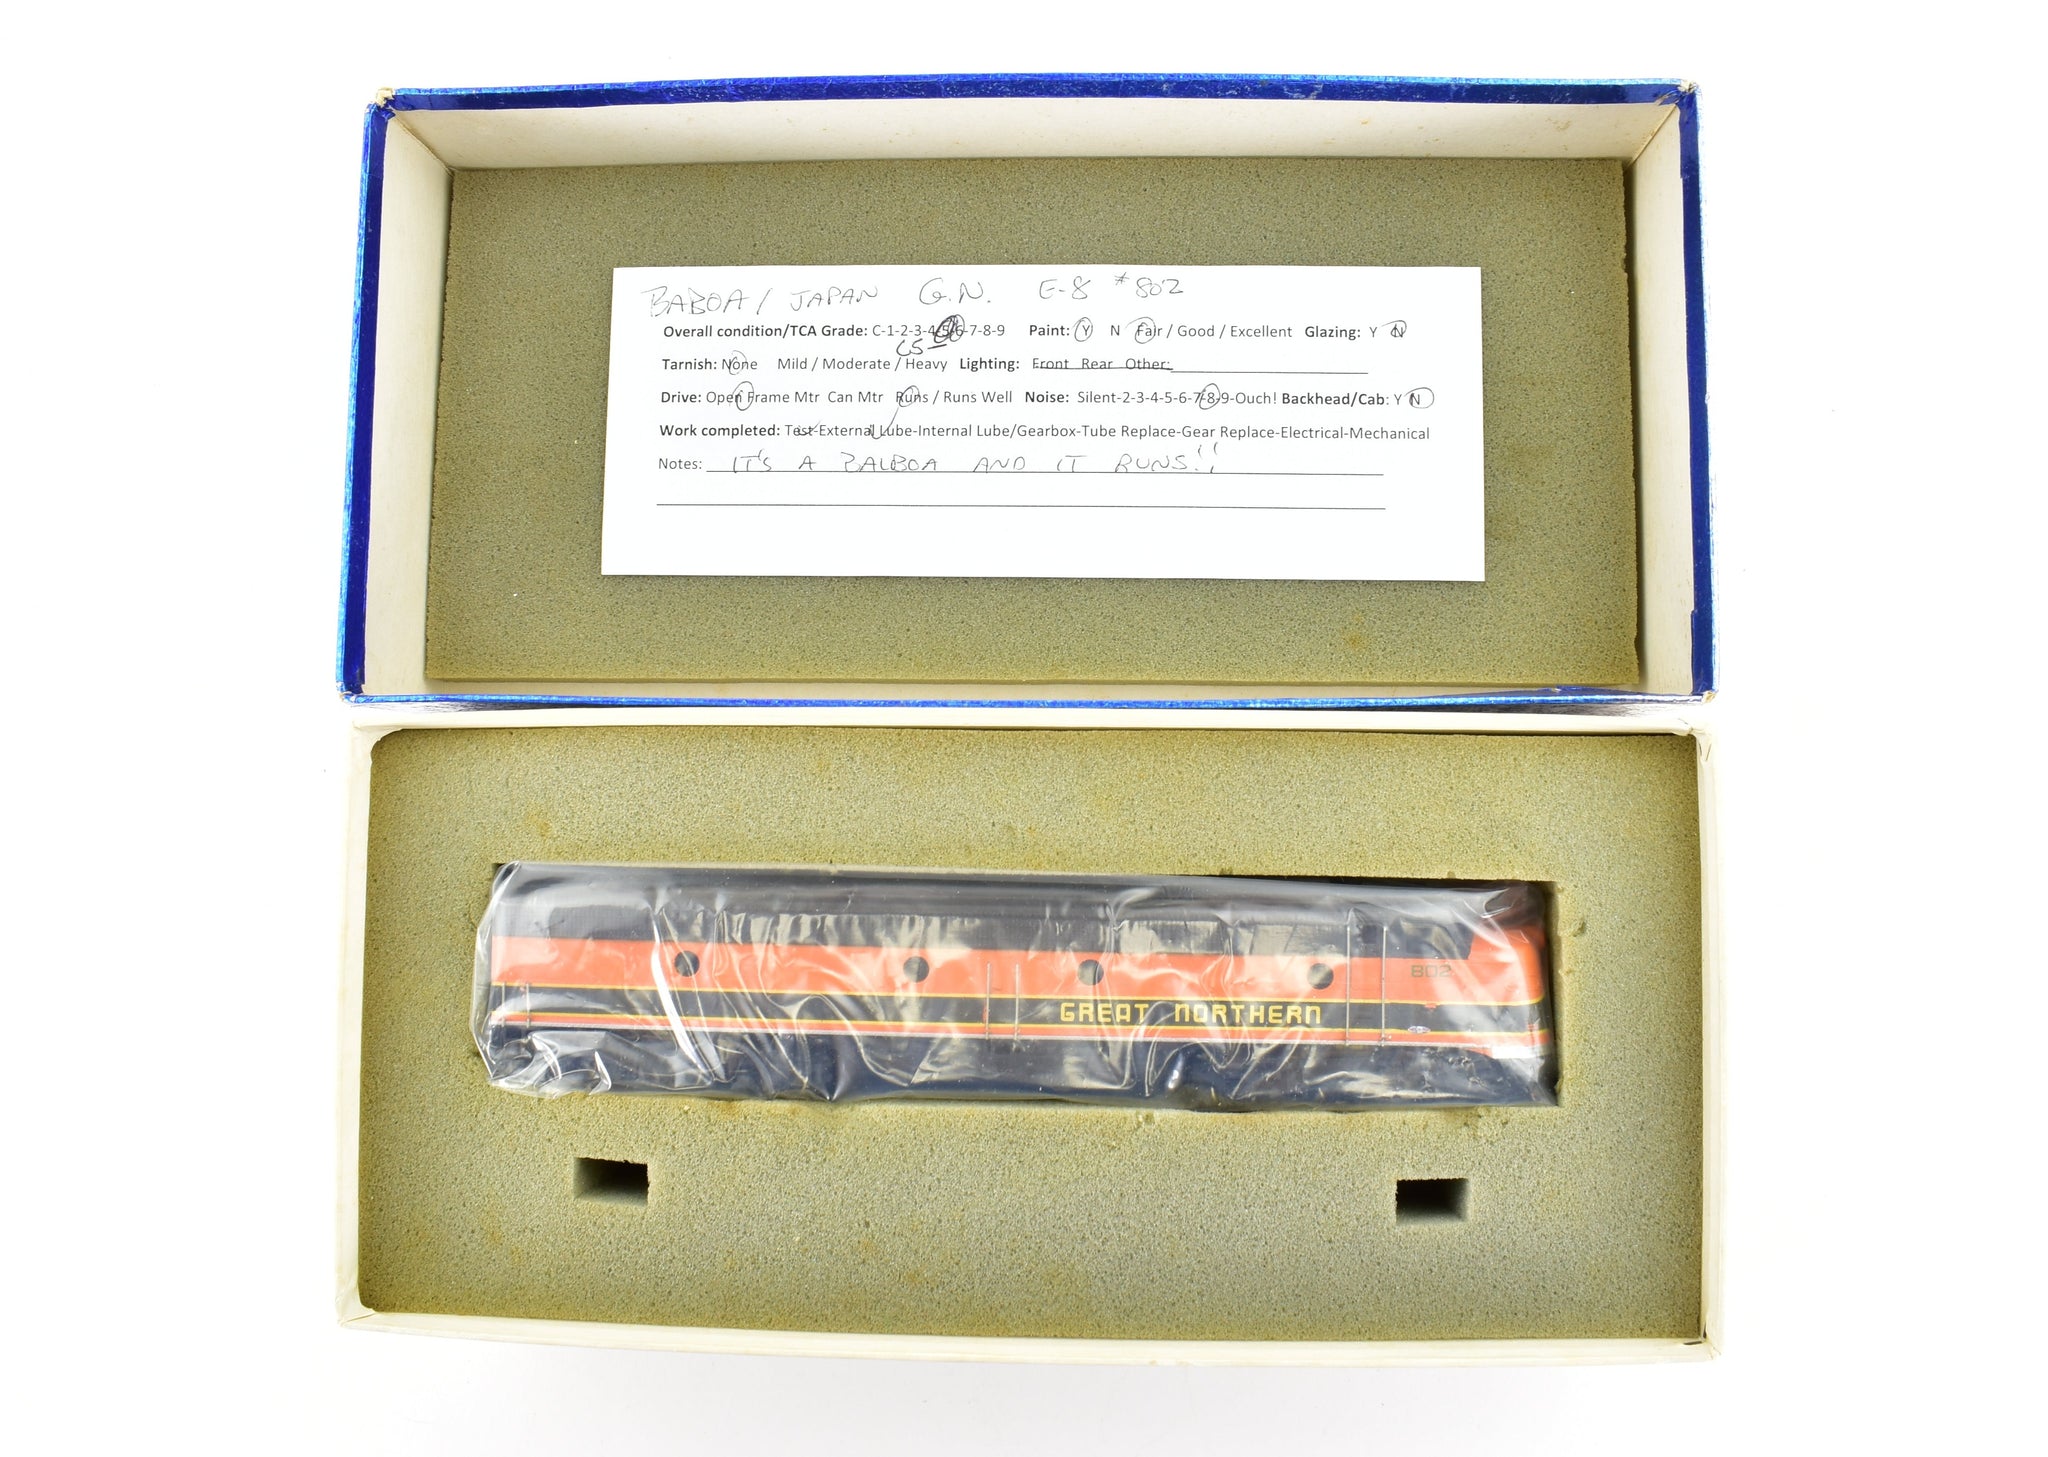 BABOA / JAPAN G.N. E-8 #802
Overall condition/TCA Grade: C-1-2-3-4-5-6-7-8-9 Paint: Y N Fair / Good / Excellent Glazing: Y N
C5
Tarnish: None Mild / Moderate / Heavy Lighting: Front Rear Other:
Drive: Open Frame Mtr Can Mtr Runs / Runs Well Noise: Silent-2-3-4-5-6-7-8-9-Ouch! Backhead/Cab: Y N
Work completed: Test-External Lube-Internal Lube/Gearbox-Tube Replace-Gear Replace-Electrical-Mechanical
Notes: IT'S A BALBOA AND IT RUNS!!
802
GREAT NORTHERN